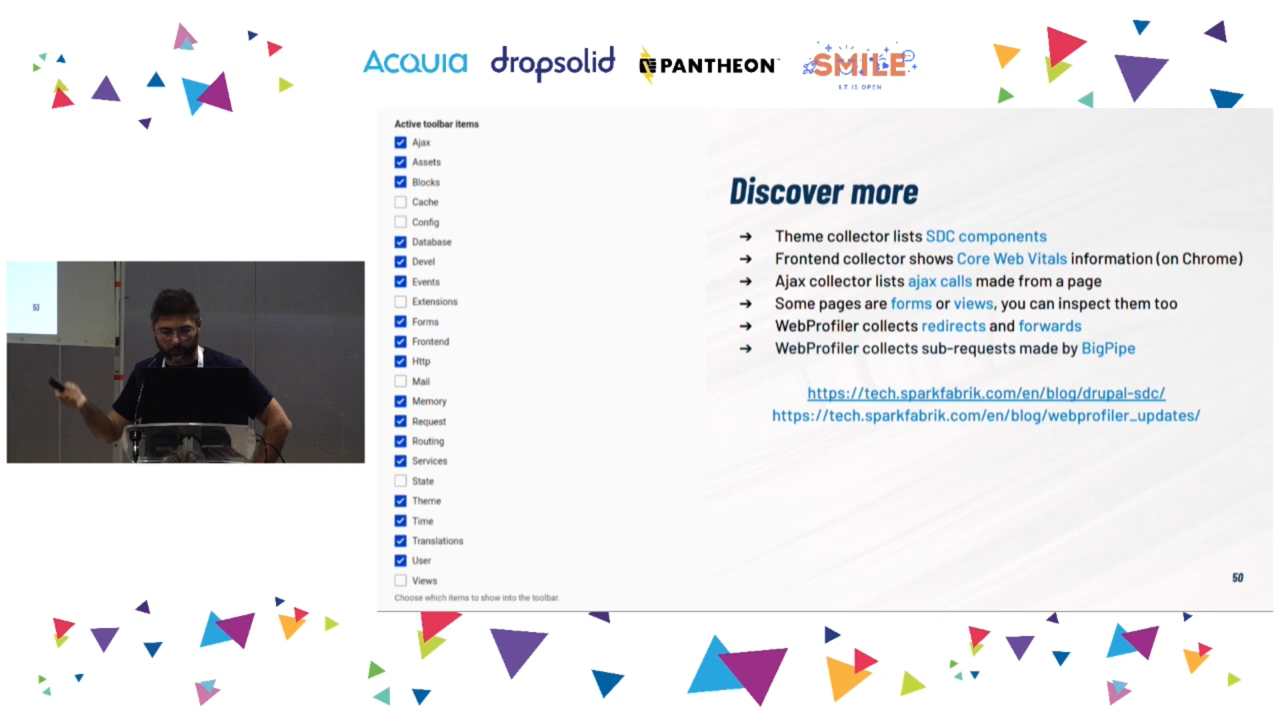 Acquia dropsolid PANTHEON SMILE
I.T IS OPEN
Active toolbar items
Ajax
Assets
Blocks
Cache
Config
Database
Devel
Events
Extensions
Forms
Frontend
Http
Mail
Memory
Request
Routing
Services
State
Theme
Time
Translations
User
Views
Choose which items to show into the toolbar.
Discover more
➔ Theme collector lists SDC components
➔ Frontend collector shows Core Web Vitals information (on Chrome)
➔ Ajax collector lists ajax calls made from a page
➔ Some pages are forms or views, you can inspect them too
➔ WebProfiler collects redirects and forwards
➔ WebProfiler collects sub-requests made by BigPipe
https://tech.sparkfabrik.com/en/blog/drupal-sdc/
https://tech.sparkfabrik.com/en/blog/webprofiler_updates/
50
50